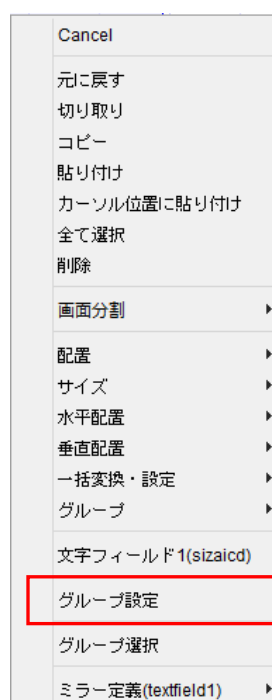 Cancel
元に戻す
切り取り
コピー
貼り付け
カーソル位置に貼り付け
全て選択
削除
画面分割
配置
サイズ
水平配置
垂直配置
一括変換・設定
グループ
文字フィールド1(sizaicd)
グループ設定
グループ選択
ミラー定義(textfield1)